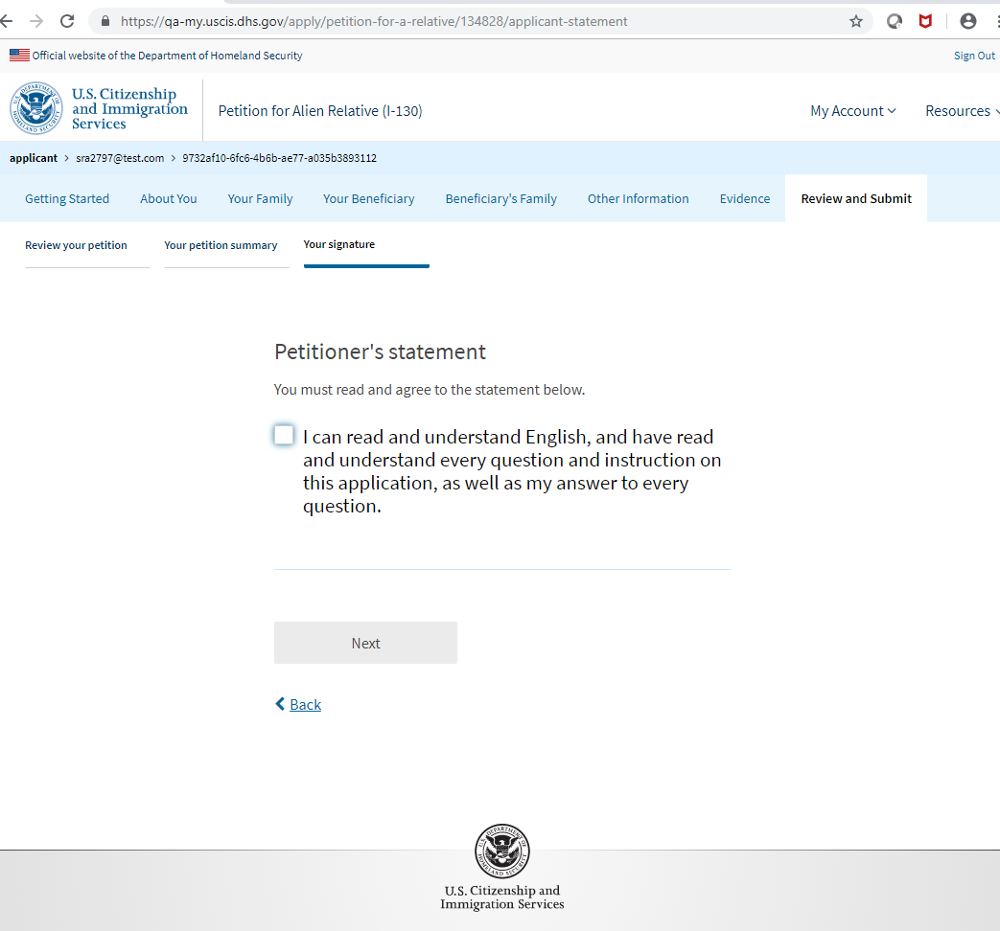 https://qa-my.uscis.dhs.gov/apply/petition-for-a-relative/134828/applicant-statement
Official website of the Department of Homeland Security
Sign Out
U.S. Citizenship
and Immigration
Services
Petition for Alien Relative (I-130)
My Account
Resources
applicant > sra2797@test.com > 9732af10-6fc6-4b6b-ae77-a035b3893112
Getting Started
About You
Your Family
Your Beneficiary
Beneficiary's Family
Other Information
Evidence
Review and Submit
Review your petition
Your petition summary
Your signature
Petitioner's statement
You must read and agree to the statement below.
I can read and understand English, and have read
and understand every question and instruction on
this application, as well as my answer to every
question.
Next
Back
U.S. Citizenship and
Immigration Services